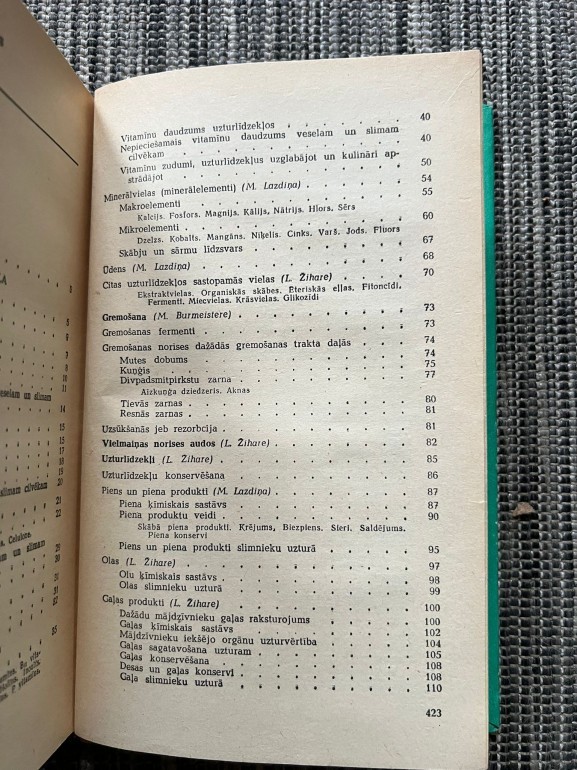 Vitamīnu daudzums uzturlīdzekļos . . . . . . 40
Nepieciešamais vitamīnu daudzums veselam un slimam
cilvēkam . . . . . . . . . . 40
Vitamīnu zudumi, uzturlīdzekļus uzglabājot un kulināri ap-
strādājot . . . . . . . . . . 50
Minerālvielas (minerālelementi) (M. Lazdiņa) . . . . . 54
Makroelementi . . . . . . . . . . 55
Kalcijs. Fosfors. Magnijs. Kālijs. Nātrijs. Hlors. Sērs
Mikroelementi . . . . . . . . . . 60
Dzelzs. Kobalts. Mangāns. Niķelis. Cinks. Varš. Jods. Fluors
Skābju un sārmu līdzsvars . . . . . . . 67
Ūdens (M. Lazdiņa) . . . . . . . . . 68
Citas uzturlīdzekļos sastopamās vielas (L. Žihare) . . . . 70
Ekstraktvielas. Organiskās skābes. Ēteriskās eļļas. Fitoncīdi.
Fermenti. Miecvielas. Krāsvielas. Glikozīdi
Gremošana (M. Burmeistere) . . . . . . . . 73
Gremošanas fermenti . . . . . . . . . 73
Gremošanas norises dažādās gremošanas trakta daļās . . . 74
Mutes dobums . . . . . . . . . . 74
Kuņģis . . . . . . . . . . 75
Divpadsmitpirkstu zarna . . . . . . . . 77
Aizkuņģa dziedzeris. Aknas
Tievās zarnas . . . . . . . . . . 80
Resnās zarnas . . . . . . . . . . 81
Uzsūkšanās jeb rezorbcija . . . . . . . . 81
Vielmaiņas norises audos (L. Žihare) . . . . . . 82
Uzturlīdzekļi (L. Žihare) . . . . . . . . 85
Uzturlīdzekļu konservēšana . . . . . . . . 86
Piens un piena produkti (M. Lazdiņa) . . . . . . 87
Piena ķīmiskais sastāvs . . . . . . . . 87
Piena produktu veidi . . . . . . . . 90
Skābā piena produkti. Krējums. Biezpiens. Sieri. Saldējums.
Piena konservi
Piens un piena produkti slimnieku uzturā . . . . . 95
Olas (L. Žihare) . . . . . . . . . . 97
Olu ķīmiskais sastāvs . . . . . . . . . 98
Olas slimnieku uzturā . . . . . . . . . 99
Gaļas produkti (L. Žihare) . . . . . . . . 100
Dažādu mājdzīvnieku gaļas raksturojums . . . . . 100
Gaļas ķīmiskais sastāvs . . . . . . . . 102
Mājdzīvnieku iekšējo orgānu uzturvērtība . . . . . 104
Gaļas sagatavošana uzturam . . . . . . . 105
Gaļas konservēšana . . . . . . . . . 108
Desas un gaļas konservi . . . . . . . . 108
Gaļa slimnieku uzturā . . . . . . . . . 110
423